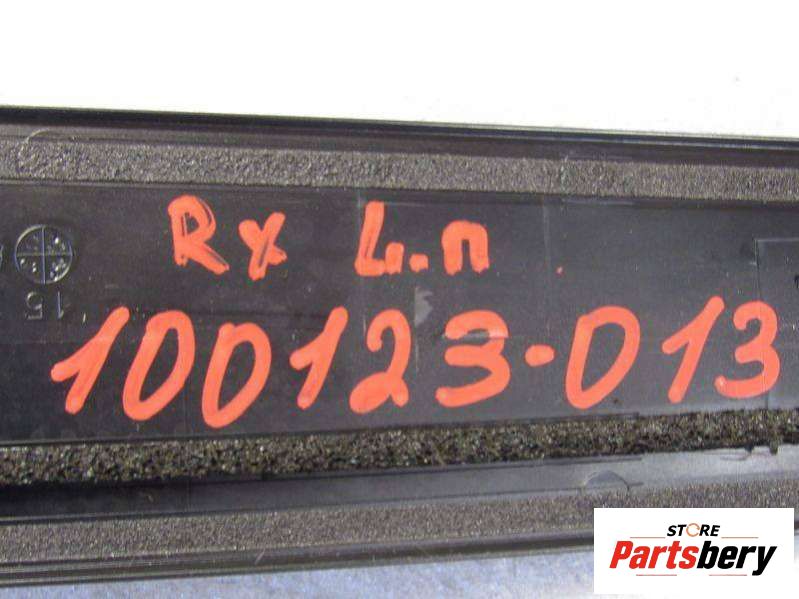 Rx L.п
100123-013
15
STORE
Partsbery